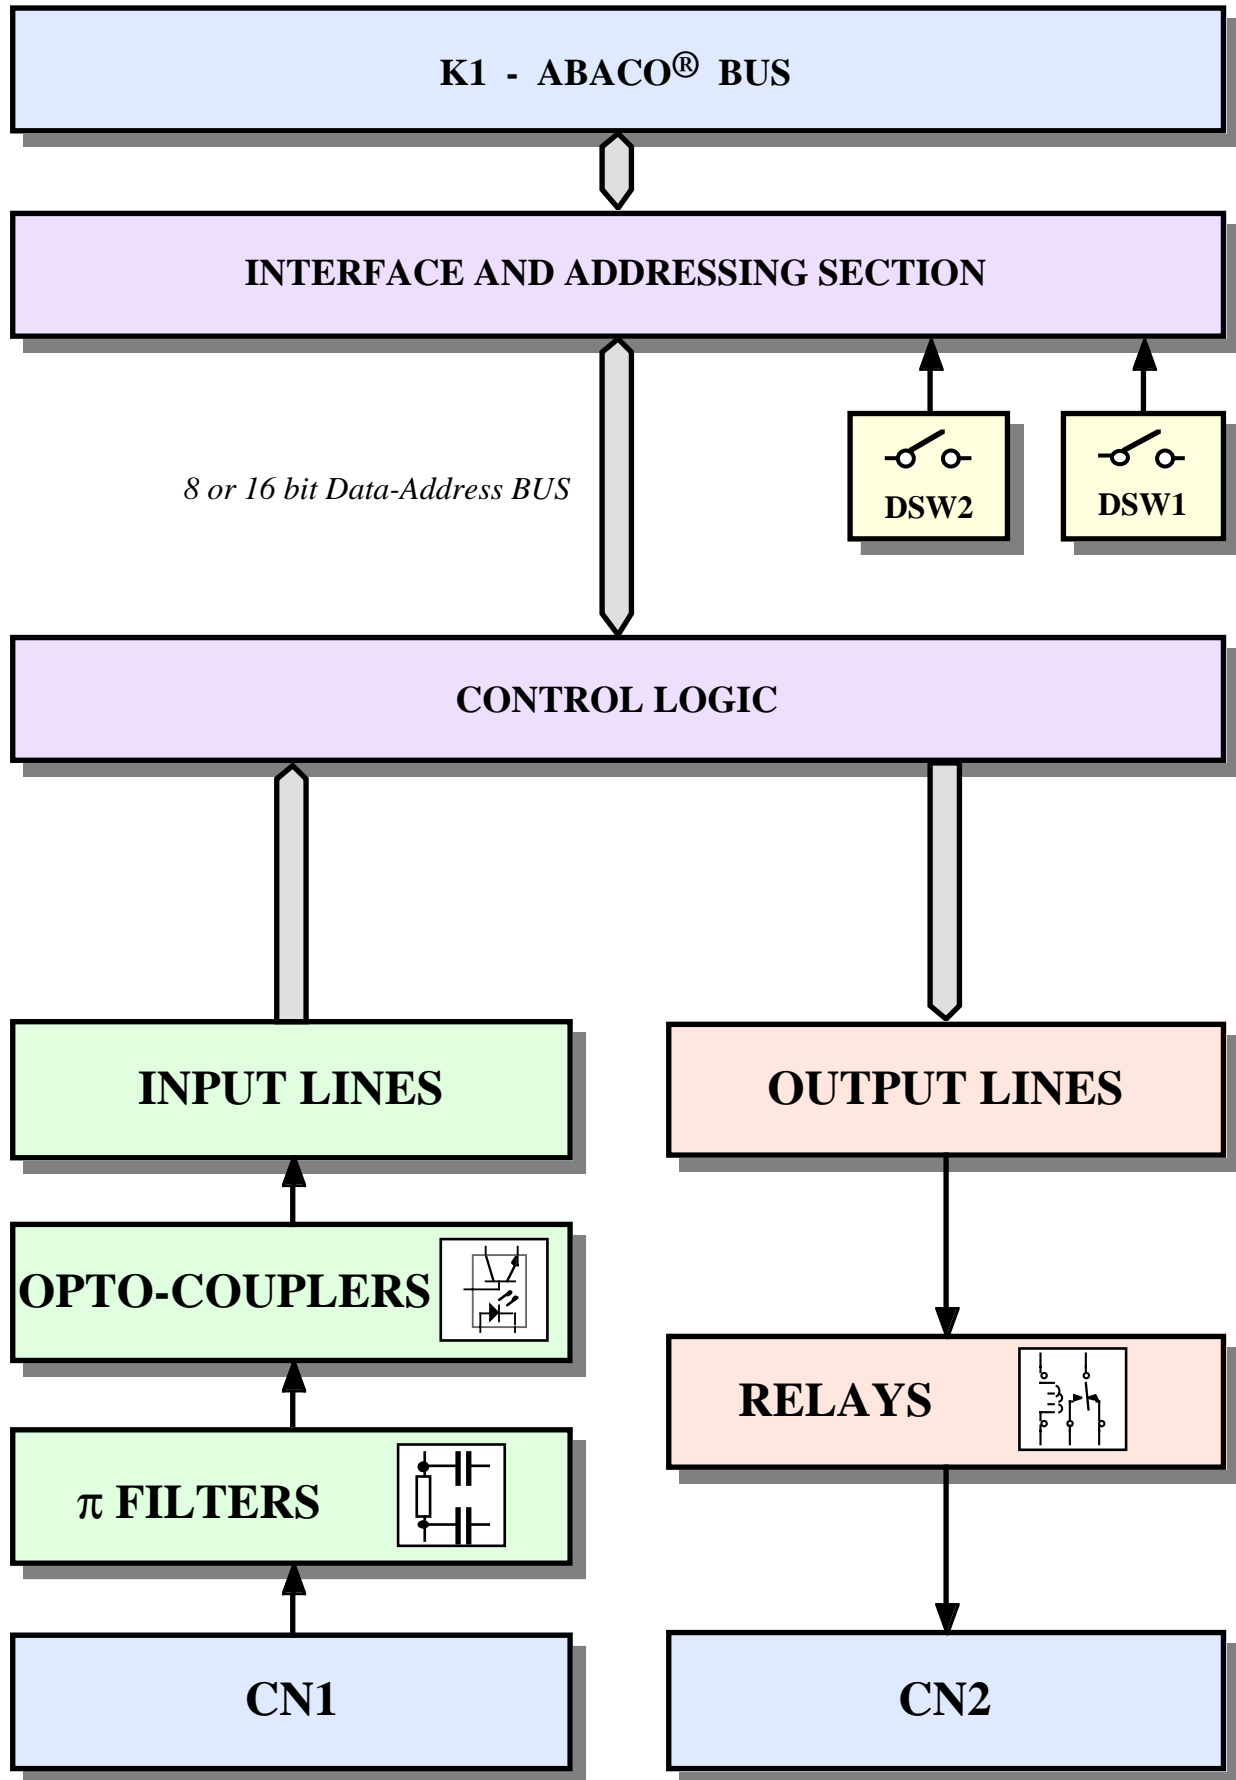 K1 - ABACO® BUS
INTERFACE AND ADDRESSING SECTION
8 or 16 bit Data-Address BUS
DSW2
DSW1
CONTROL LOGIC
INPUT LINES
OUTPUT LINES
OPTO-COUPLERS
RELAYS
π FILTERS
CN1
CN2